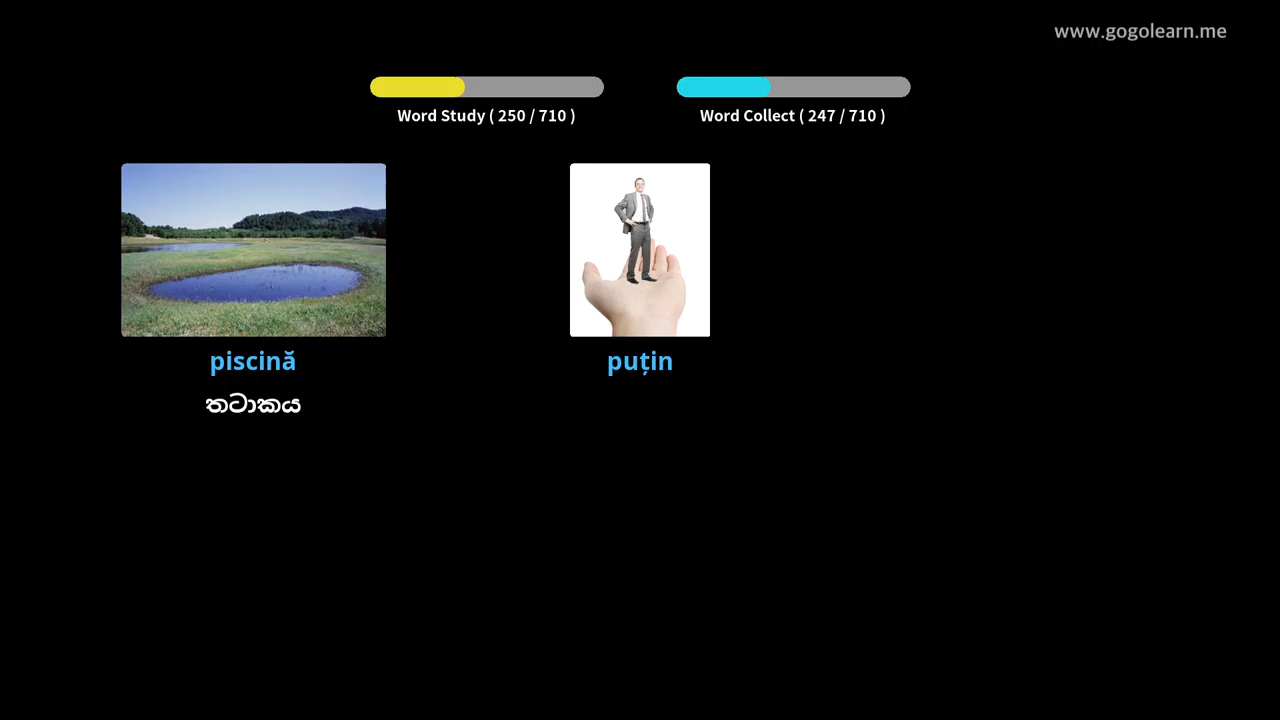 www.gogolearn.me
Word Study ( 250 / 710 )
Word Collect ( 247 / 710 )
piscină
puțin
තටාකය